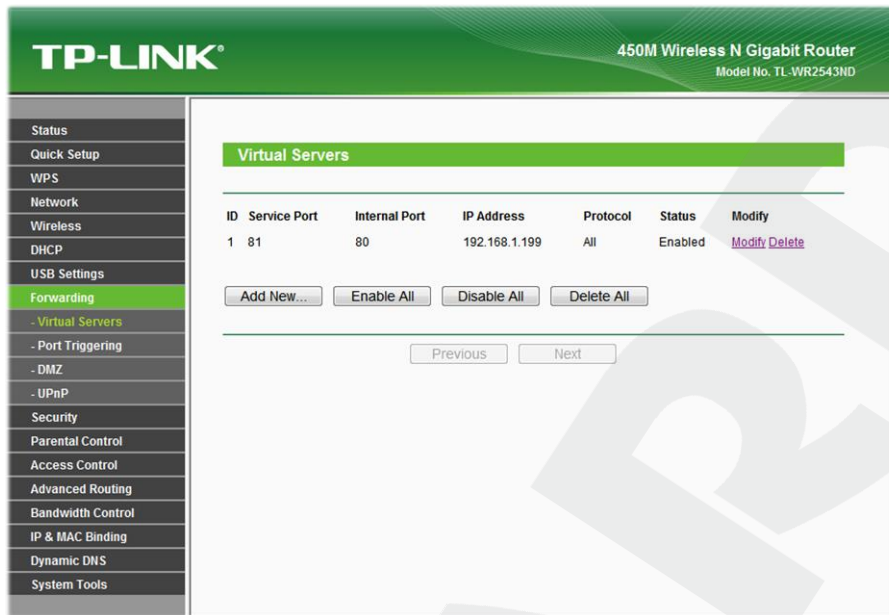 TP-LINK®
450M Wireless N Gigabit Router
Model No. TL-WR2543ND
Status
Quick Setup
WPS
Network
Wireless
DHCP
USB Settings
Forwarding
- Virtual Servers
- Port Triggering
- DMZ
- UPnP
Security
Parental Control
Access Control
Advanced Routing
Bandwidth Control
IP & MAC Binding
Dynamic DNS
System Tools
Virtual Servers
ID Service Port Internal Port IP Address Protocol Status Modify
1 81 80 192.168.1.199 All Enabled Modify Delete
Add New... Enable All Disable All Delete All
Previous Next